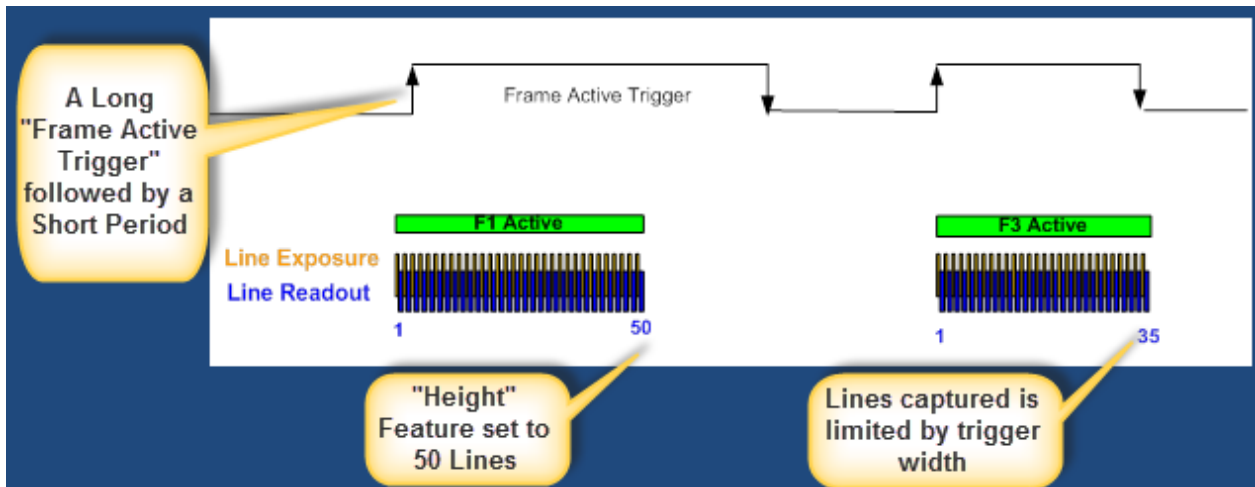 A Long
"Frame Active
Trigger"
followed by a
Short Period
Frame Active Trigger
F1 Active
F3 Active
Line Exposure
Line Readout
1
50
1
35
"Height"
Feature set to
50 Lines
Lines captured is
limited by trigger
width